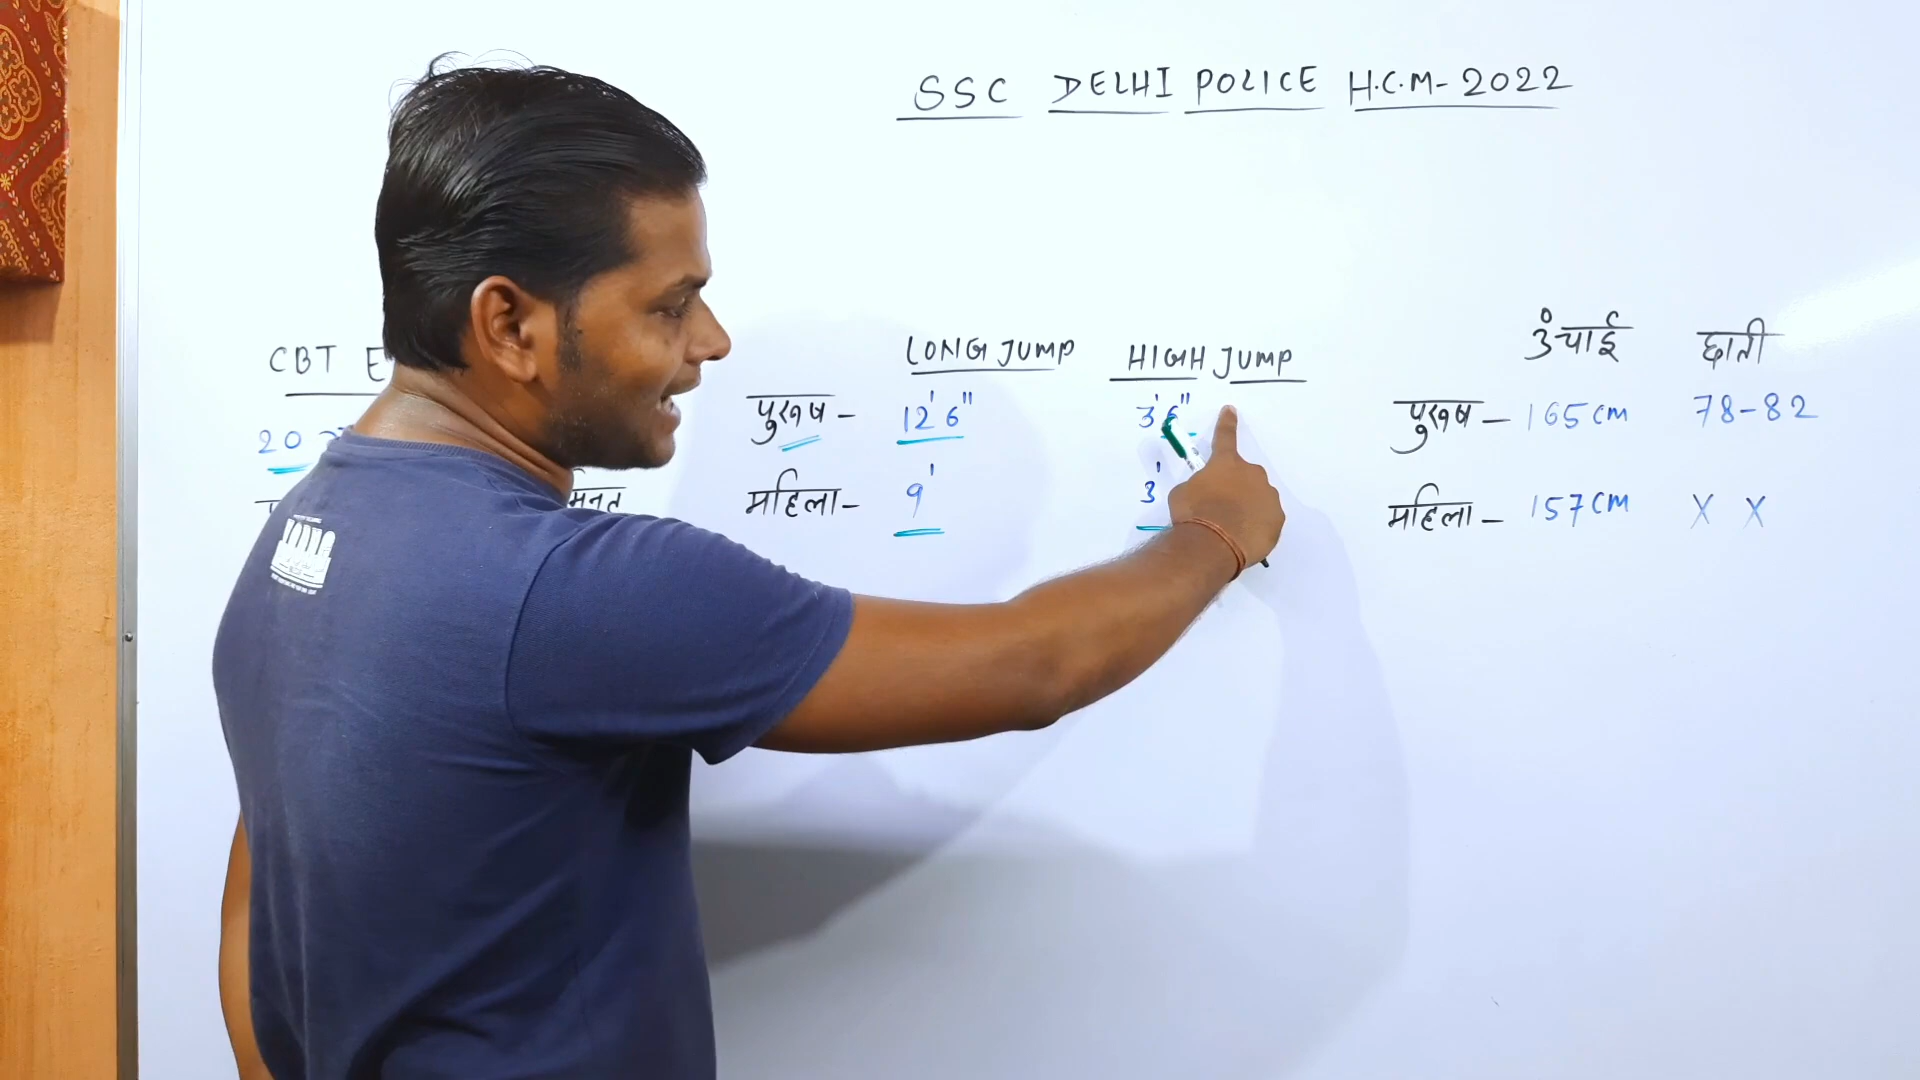 SSC DELHI POLICE H.C.M-2022
CBT E
20
LONG JUMP HIGH JUMP
पुरुष - 12'6" 3'6"
महिला - 9' 3'
ऊंचाई छाती
पुरुष - 165 cm 78-82
महिला - 157 cm X X